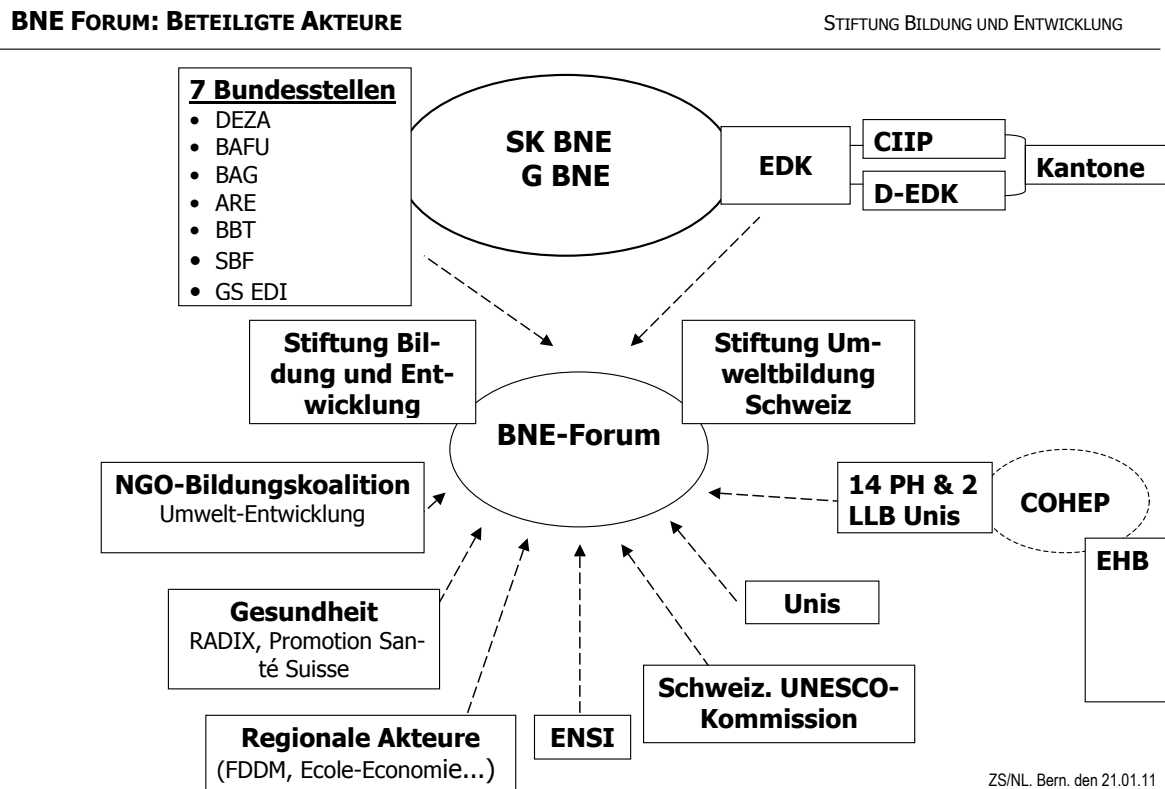 BNE FORUM: BETEILIGTE AKTEURE
STIFTUNG BILDUNG UND ENTWICKLUNG
7 Bundesstellen
• DEZA
• BAFU
• BAG
• ARE
• BBT
• SBF
• GS EDI
SK BNE
G BNE
EDK
CIIP
D-EDK
Kantone
Stiftung Bil-
dung und Ent-
wicklung
Stiftung Um-
weltbildung
Schweiz
BNE-Forum
NGO-Bildungskoalition
Umwelt-Entwicklung
14 PH & 2
LLB Unis
COHEP
EHB
Gesundheit
RADIX, Promotion San-
té Suisse
Unis
Schweiz. UNESCO-
Kommission
Regionale Akteure
(FDDM, Ecole-Economie...)
ENSI
ZS/NL, Bern, den 21.01.11